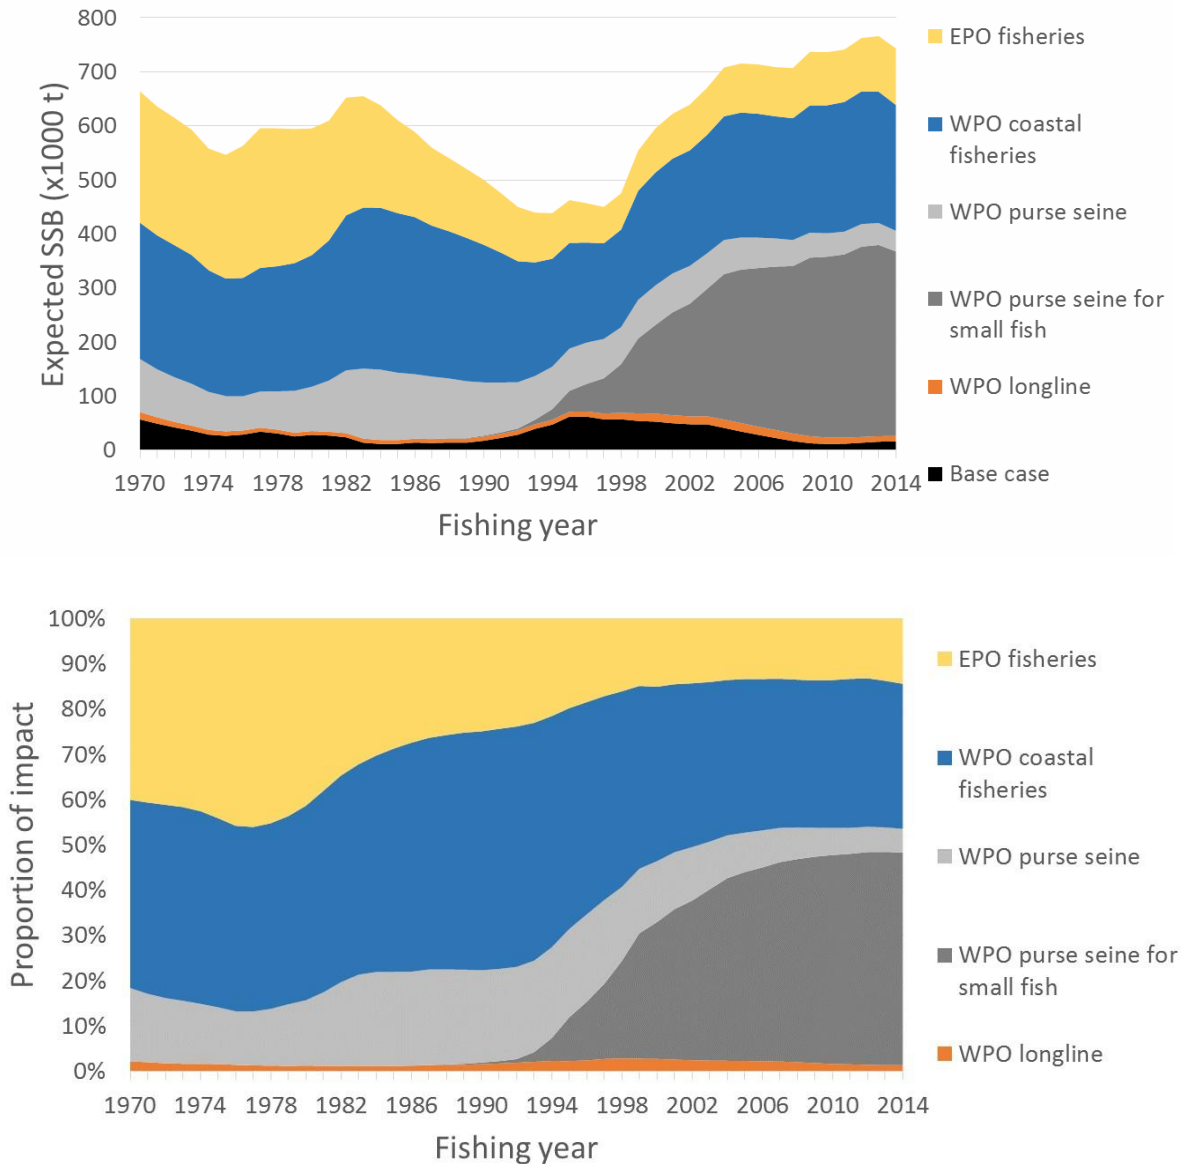 800
700
600
500
400
300
200
100
0
Expected SSB (x1000 t)
1970 1974 1978 1982 1986 1990 1994 1998 2002 2006 2010 2014
Fishing year
EPO fisheries
WPO coastal
fisheries
WPO purse seine
WPO purse seine for
small fish
WPO longline
Base case
100%
90%
80%
70%
60%
50%
40%
30%
20%
10%
0%
Proportion of impact
1970 1974 1978 1982 1986 1990 1994 1998 2002 2006 2010 2014
Fishing year
EPO fisheries
WPO coastal
fisheries
WPO purse seine
WPO purse seine for
small fish
WPO longline